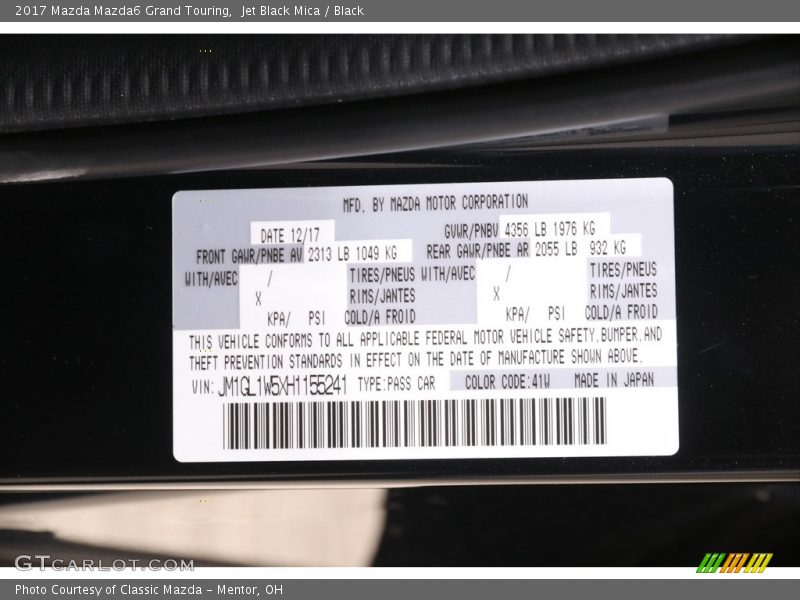 2017 Mazda Mazda6 Grand Touring, Jet Black Mica / Black
MFD. BY MAZDA MOTOR CORPORATION
DATE 12/17 GVWR/PNBV 4356 LB 1976 KG
FRONT GAWR/PNBE AV 2313 LB 1049 KG REAR GAWR/PNBE AR 2055 LB 932 KG
WITH/AVEC / TIRES/PNEUS WITH/AVEC / TIRES/PNEUS
X RIMS/JANTES X RIMS/JANTES
KPA/ PSI COLD/A FROID KPA/ PSI COLD/A FROID
THIS VEHICLE CONFORMS TO ALL APPLICABLE FEDERAL MOTOR VEHICLE SAFETY,BUMPER,AND
THEFT PREVENTION STANDARDS IN EFFECT ON THE DATE OF MANUFACTURE SHOWN ABOVE.
VIN: JM1GL1W5XH1155241 TYPE:PASS CAR COLOR CODE:41W MADE IN JAPAN
GTCARLOT.COM
Photo Courtesy of Classic Mazda - Mentor, OH